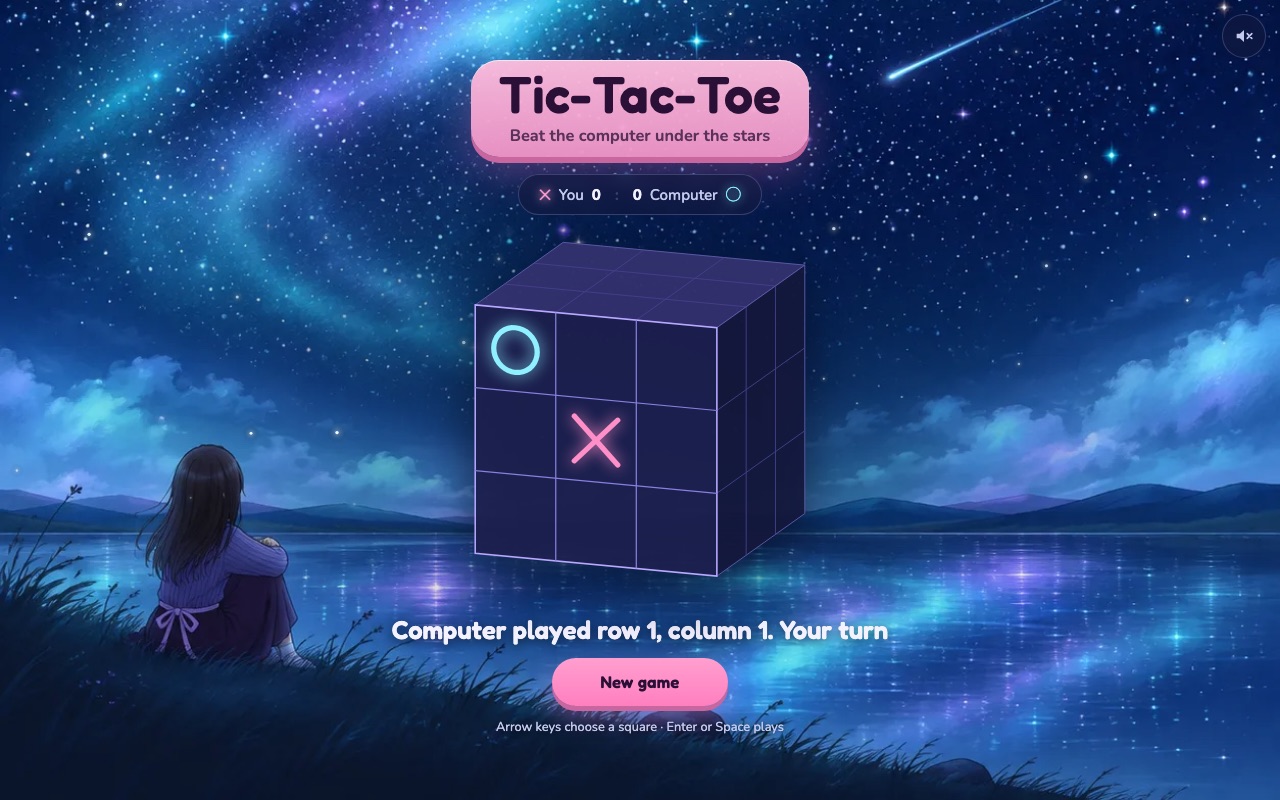 Tic-Tac-Toe
Beat the computer under the stars
You 0 0 Computer
Computer played row 1, column 1. Your turn
New game
Arrow keys choose a square · Enter or Space plays